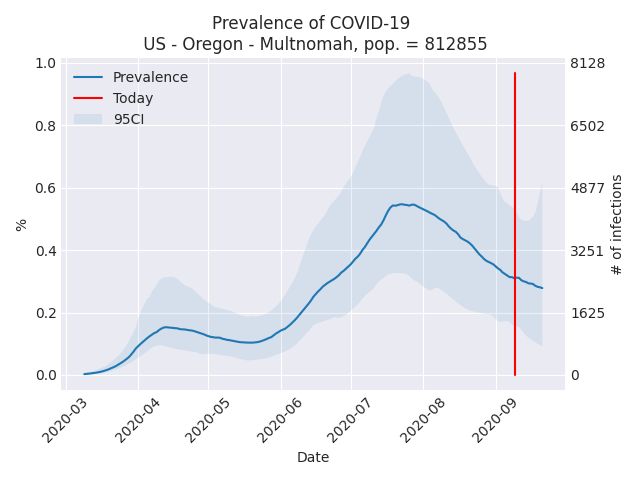 Prevalence of COVID-19
US - Oregon - Multnomah, pop. = 812855
Prevalence
Today
95CI
1.0
0.8
0.6
0.4
0.2
0.0
%
8128
6502
4877
3251
1625
0
# of infections
2020-03
2020-04
2020-05
2020-06
2020-07
2020-08
2020-09
Date